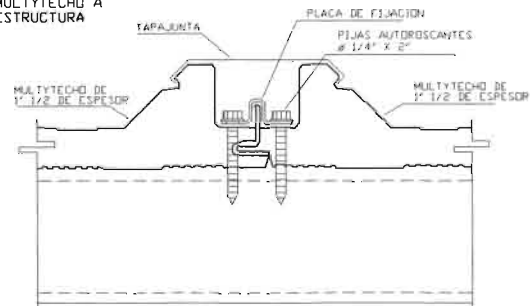 MULTYTECHO A
ESTRUCTURA
TAPAJUNTA
PLACA DE FIJACION
PIJAS AUTOROSCANTES
ø 1/4" X 2"
MULTYTECHO DE
1" 1/2 DE ESPESOR
MULTYTECHO DE
1" 1/2 DE ESPESOR